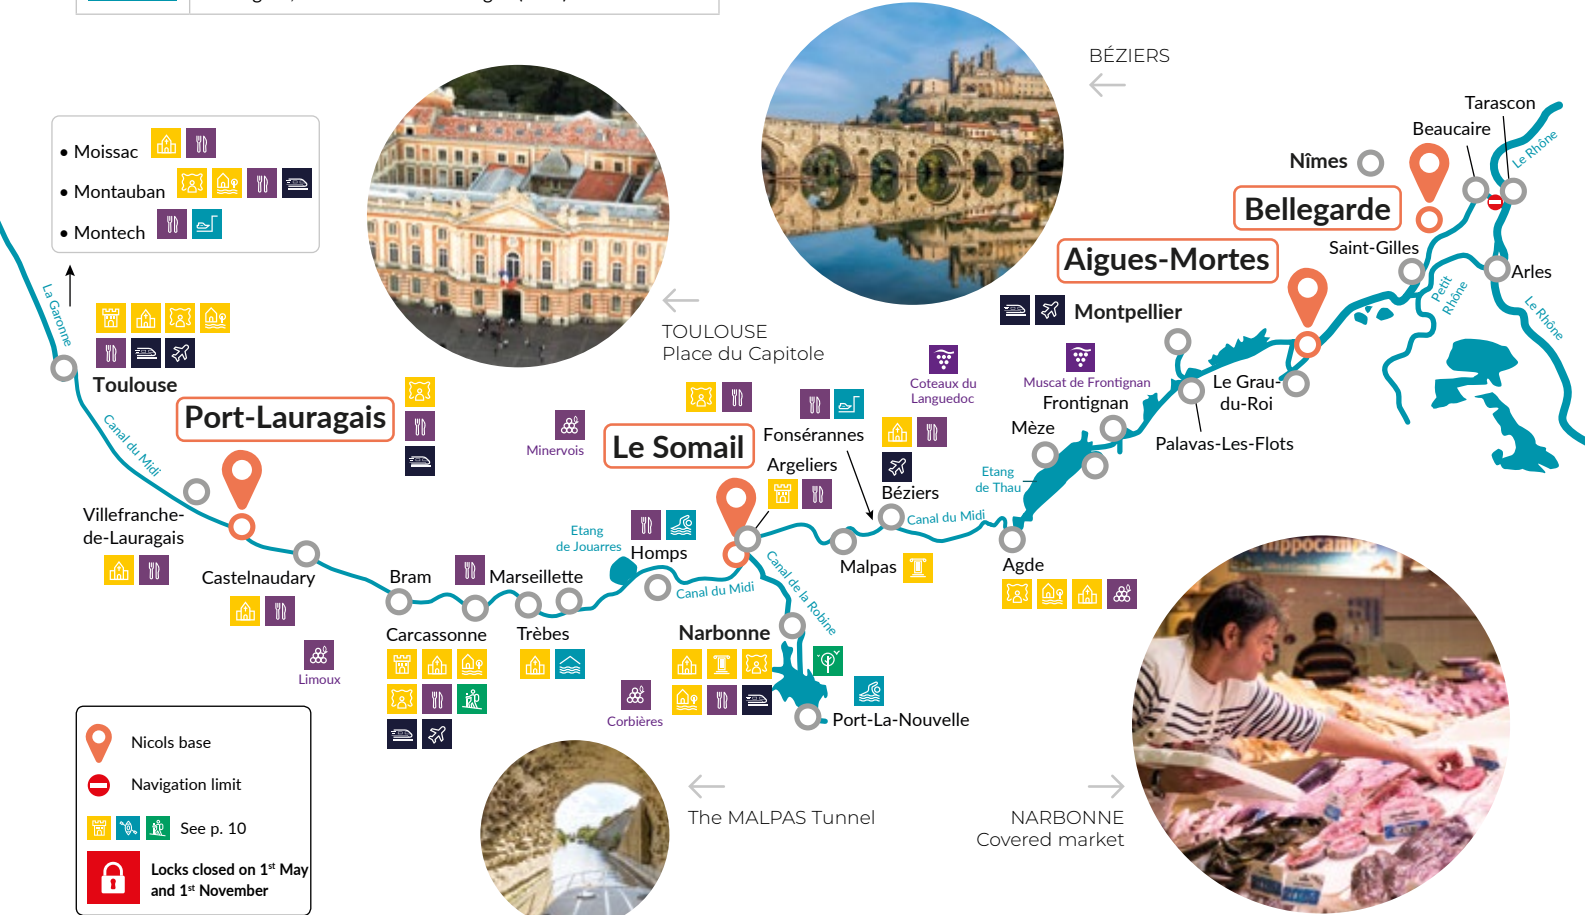 BÉZIERS
Tarascon
Beaucaire
Le Rhône
Nîmes
Bellegarde
• Moissac
• Montauban
• Montech
Saint-Gilles
Aigues-Mortes
Arles
Petit
Rhône
Le Rhône
La Garonne
TOULOUSE
Place du Capitole
Montpellier
Toulouse
Port-Lauragais
Canal du Midi
Coteaux du
Languedoc
Muscat de Frontignan
Frontignan
Le Grau-
du-Roi
Palavas-Les-Flots
Minervois
Le Somail
Fonsérannes
Argeliers
Mèze
Etang
de Thau
Béziers
Canal du Midi
Villefranche-
de-Lauragais
Etang
de Jouarres
Homps
Malpas
Agde
Castelnaudary
Bram
Marseillette
Canal du Midi
Canal de la Robine
Carcassonne
Trèbes
Narbonne
Limoux
Corbières
Port-La-Nouvelle
Nicols base
Navigation limit
See p. 10
Locks closed on 1st May
and 1st November
The MALPAS Tunnel
NARBONNE
Covered market